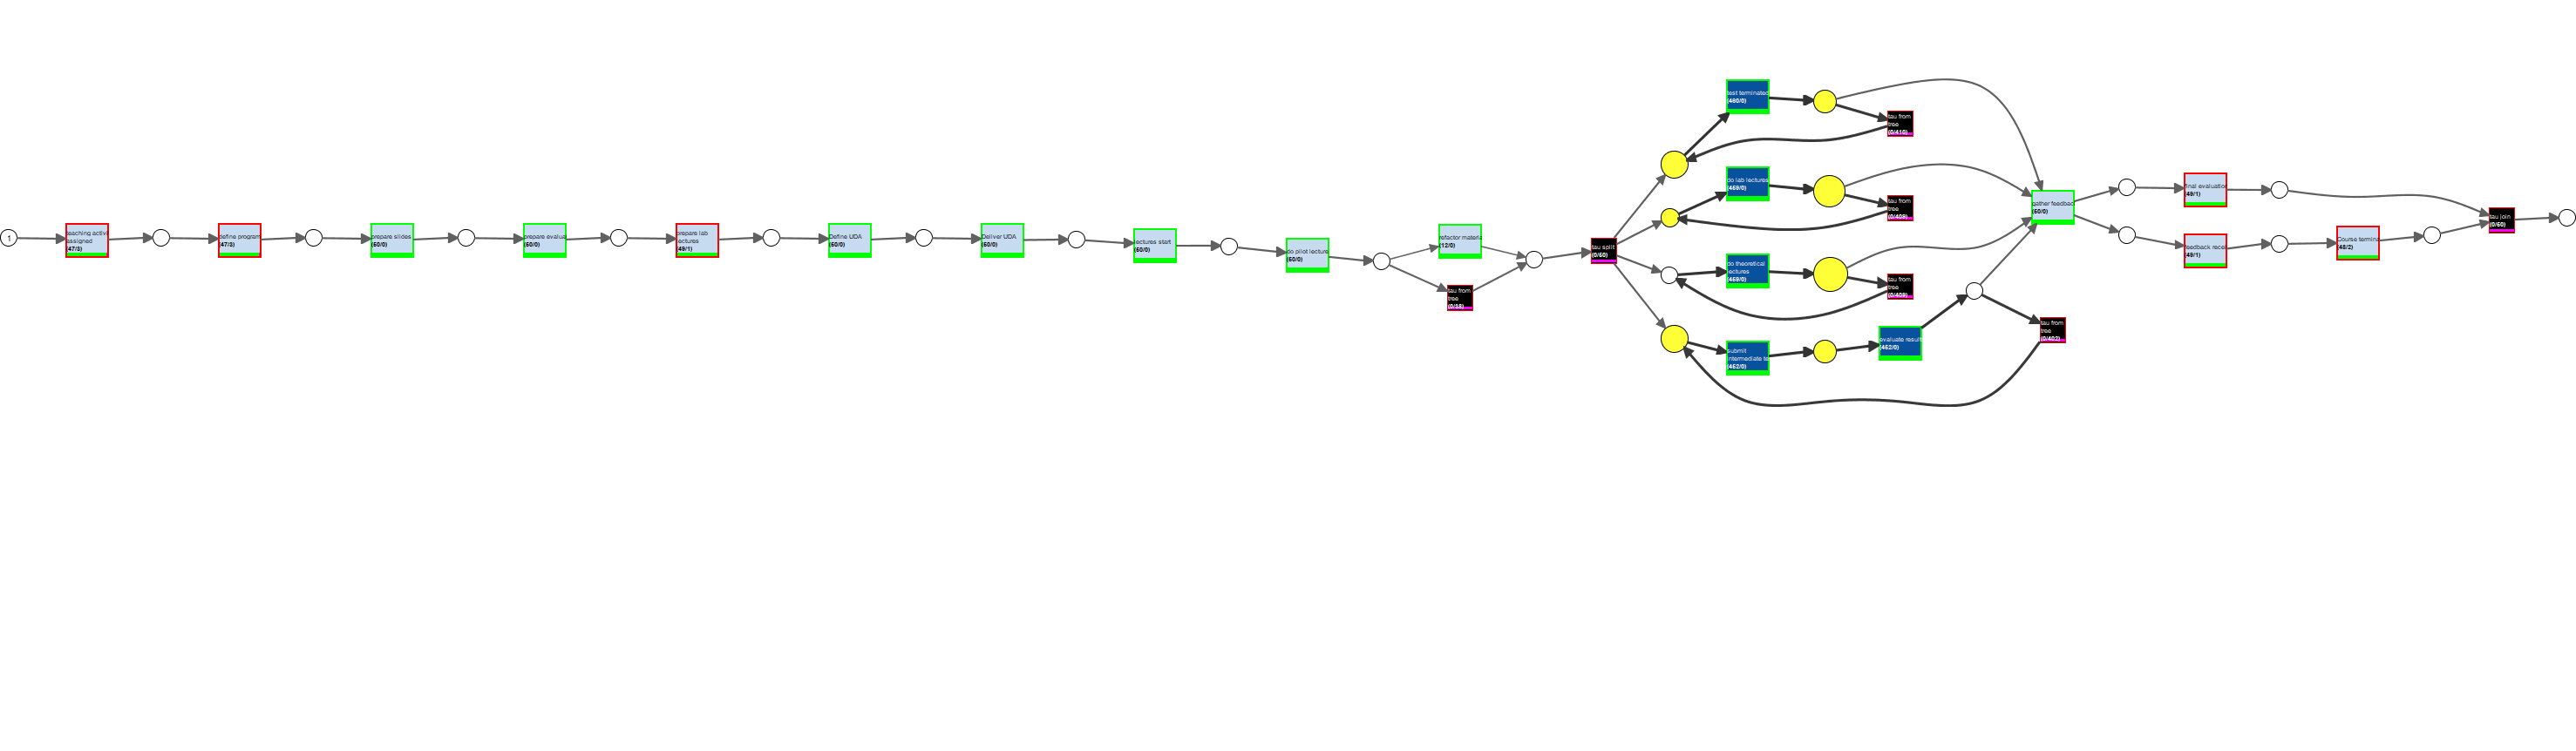 1
assigned
(47/3)
define program
(47/3)
prepare slides
(50/0)
prepare evalua
(50/0)
prepare lab
lectures
(49/1)
Define UDA
(50/0)
Deliver UDA
(50/0)
lectures start
(50/0)
do pilot lecture
(50/0)
refactor materia
(12/0)
tau from
tree
(0/38)
tau split
(0/50)
test terminated
(460/0)
tau from
tree
(0/410)
do lab lectures
(459/0)
tau from
tree
(0/409)
do theoretical
lectures
(459/0)
tau from
tree
(0/409)
submit
intermediate te
(452/0)
evaluate result
(452/0)
tau from
tree
(0/402)
gather feedbac
(50/0)
final evaluation
(49/1)
feedback recei
(49/1)
Course termina
(48/2)
tau join
(0/50)